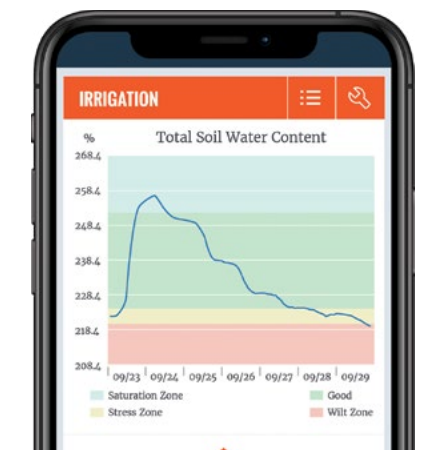 IRRIGATION
% Total Soil Water Content
268.4
258.4
248.4
238.4
228.4
218.4
208.4
09/23 09/24 09/25 09/26 09/27 09/28 09/29
Saturation Zone Good
Stress Zone Wilt Zone